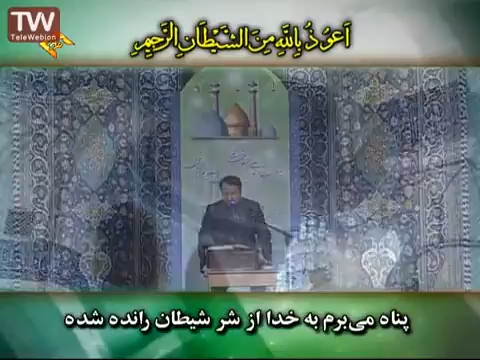 TW
TeleWebion
اَعُوذُ بِاللَّهِ مِنَ الشَّيْطَانِ الرَّجِيمِ
پناه می‌برم به خدا از شر شیطان رانده شده